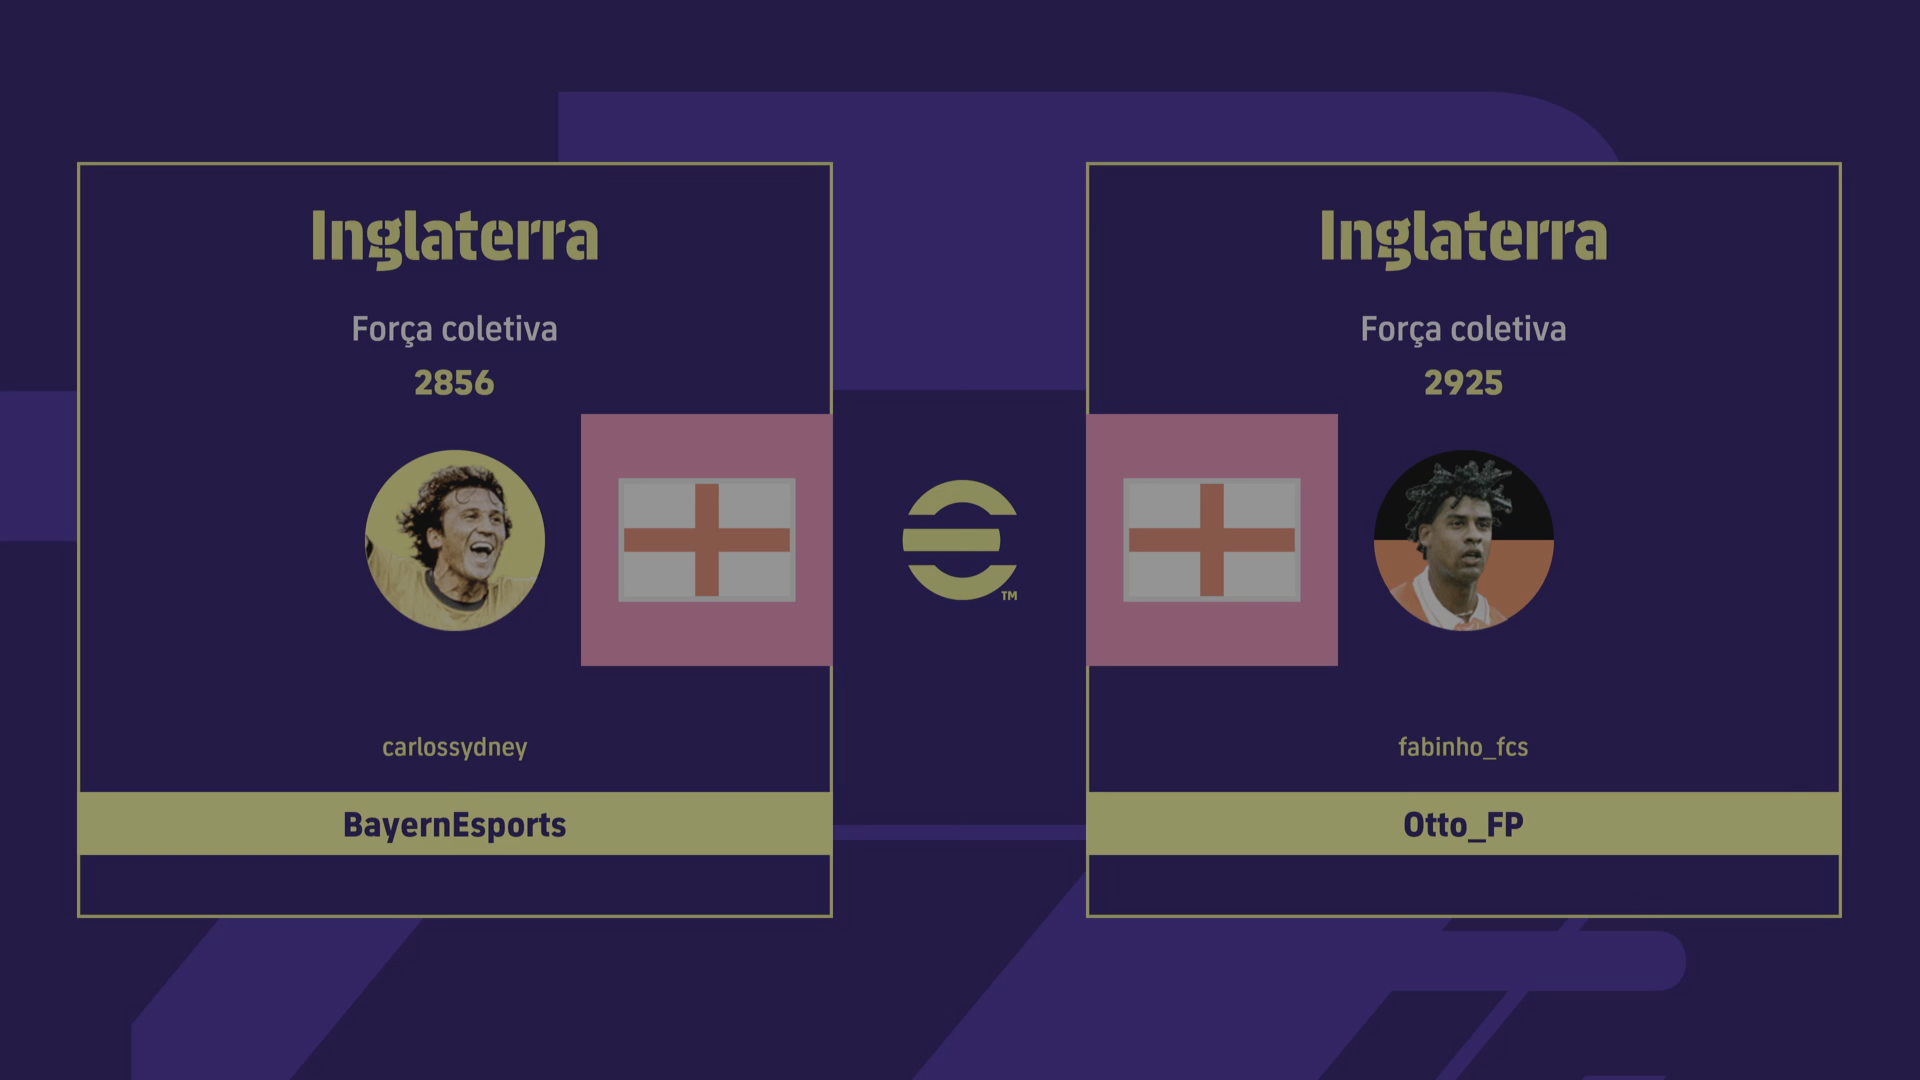 Inglaterra
Força coletiva
2856
carlossydney
BayernEsports
TM
Inglaterra
Força coletiva
2925
fabinho_fcs
Otto_FP